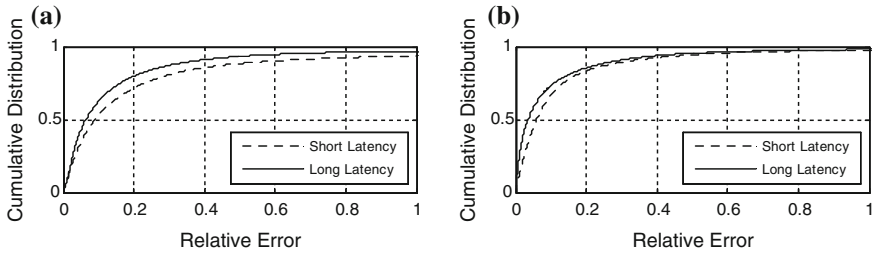 (a)
Cumulative Distribution
1
0.5
0
0
0.2
0.4
0.6
0.8
1
Short Latency
Long Latency
Relative Error
(b)
Cumulative Distribution
1
0.5
0
0
0.2
0.4
0.6
0.8
1
Short Latency
Long Latency
Relative Error